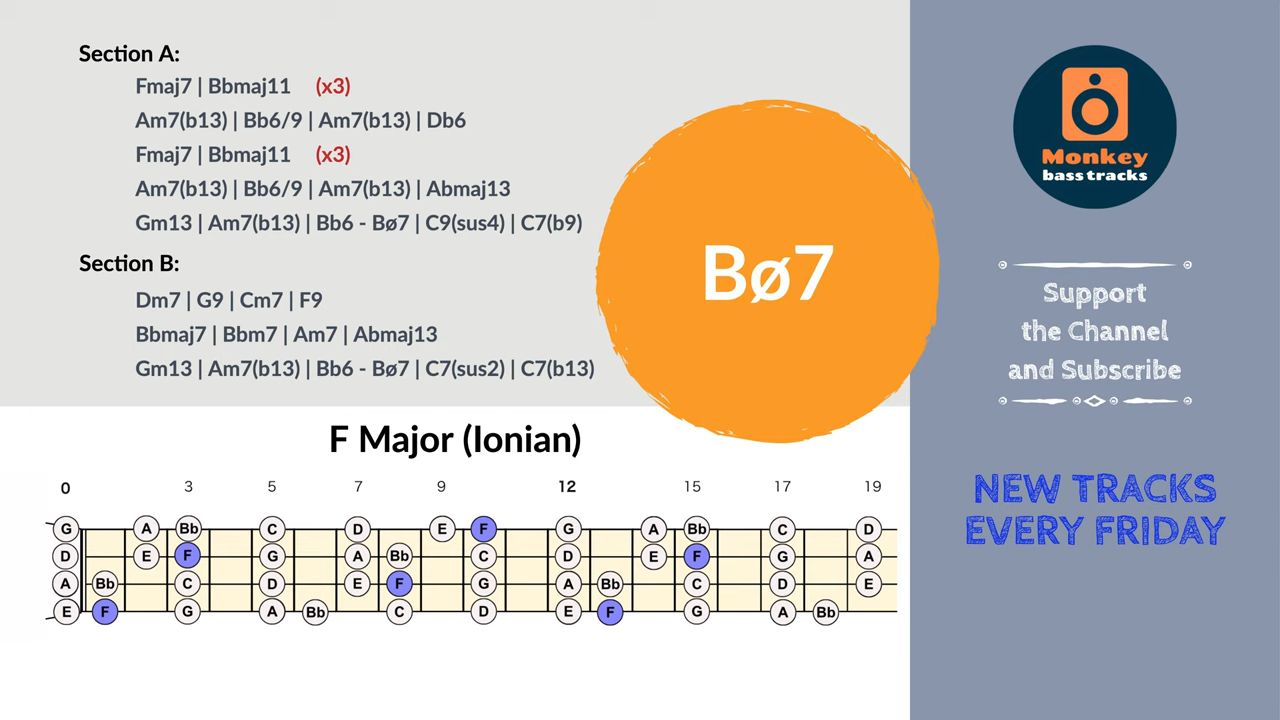 Section A:
Fmaj7 | Bbmaj11 (x3)
Am7(b13) | Bb6/9 | Am7(b13) | Db6
Fmaj7 | Bbmaj11 (x3)
Am7(b13) | Bb6/9 | Am7(b13) | Abmaj13
Gm13 | Am7(b13) | Bb6 - Bø7 | C9(sus4) | C7(b9)
Section B:
Dm7 | G9 | Cm7 | F9
Bbmaj7 | Bbm7 | Am7 | Abmaj13
Gm13 | Am7(b13) | Bb6 - Bø7 | C7(sus2) | C7(b13)
Bø7
Monkey
bass tracks
Support
the Channel
and Subscribe
NEW TRACKS
EVERY FRIDAY
F Major (Ionian)
0 3 5 7 9 12 15 17 19
G A Bb C D E F G A Bb C D
D E F G A Bb C D E F G A
A Bb C D E F G A Bb C D E
E F G A Bb C D E F G A Bb